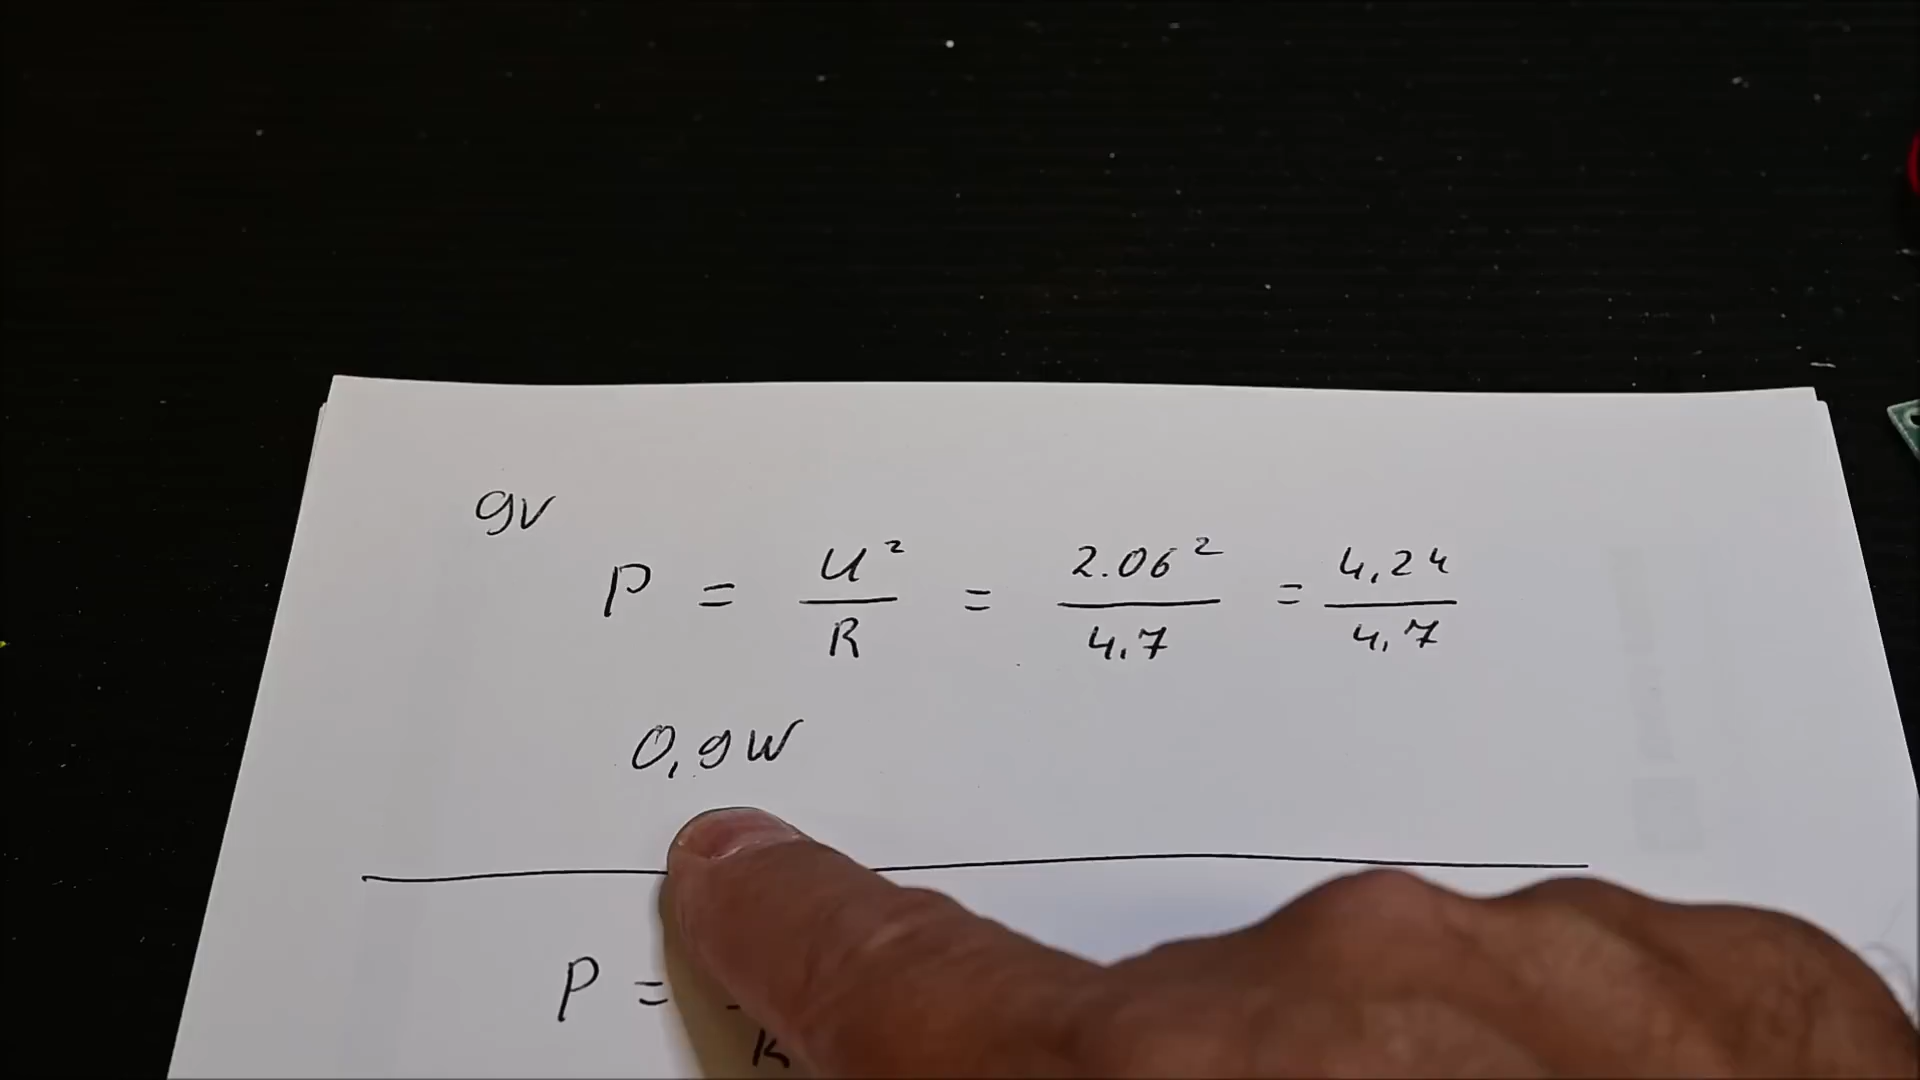 9V
P = U² / R = 2.06² / 4.7 = 4,24 / 4,7
0,9W
P =
R